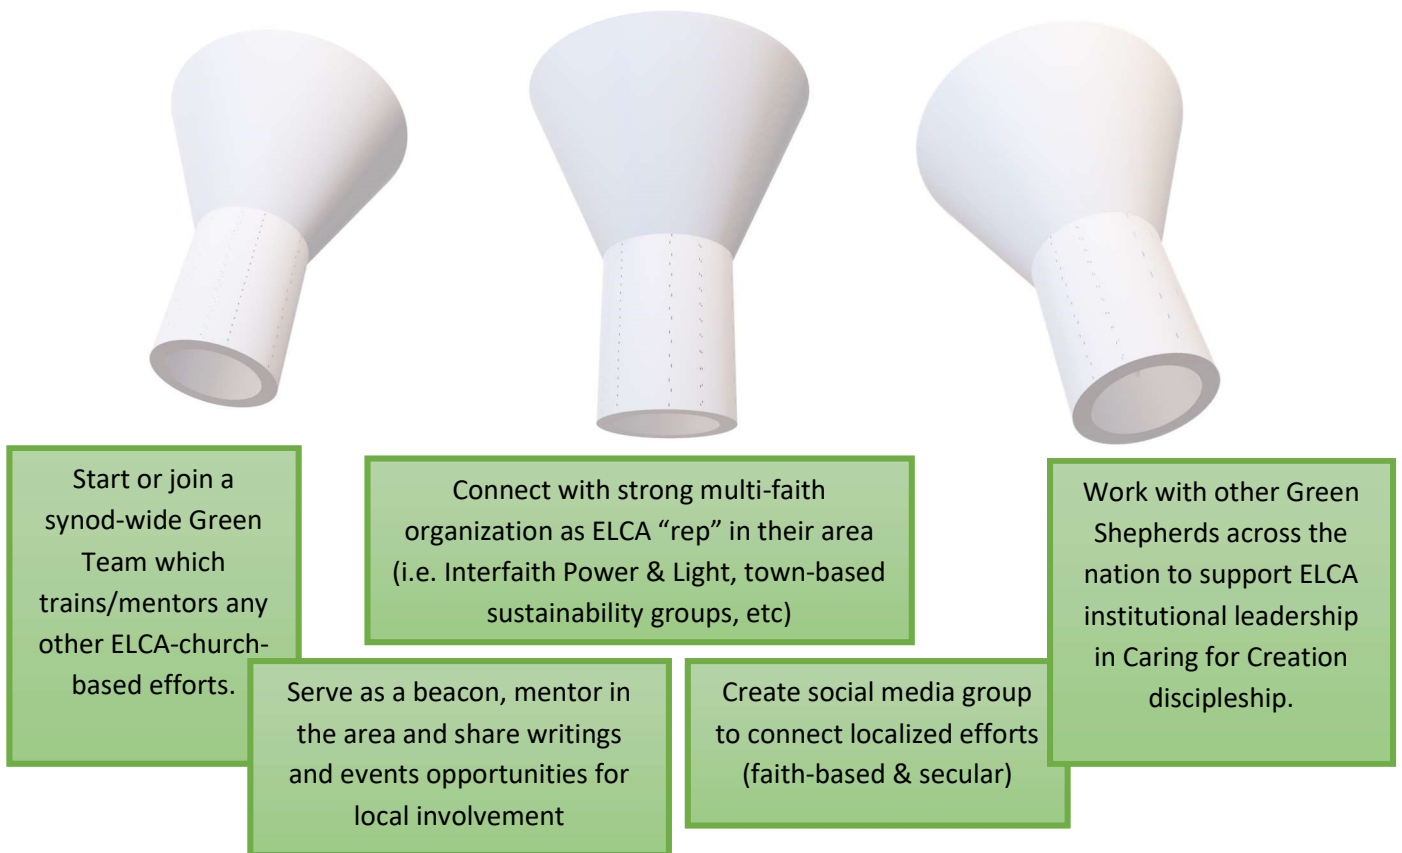 Start or join a
synod-wide Green
Team which
trains/mentors any
other ELCA-church-
based efforts.
Connect with strong multi-faith
organization as ELCA “rep” in their area
(i.e. Interfaith Power & Light, town-based
sustainability groups, etc)
Work with other Green
Shepherds across the
nation to support ELCA
institutional leadership
in Caring for Creation
discipleship.
Serve as a beacon, mentor in
the area and share writings
and events opportunities for
local involvement
Create social media group
to connect localized efforts
(faith-based & secular)